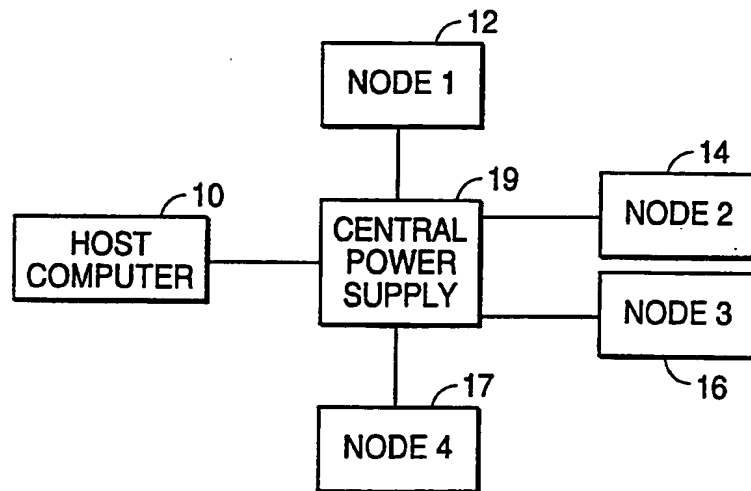 12
NODE 1
14
NODE 2
10
HOST
COMPUTER
19
CENTRAL
POWER
SUPPLY
NODE 3
16
17
NODE 4